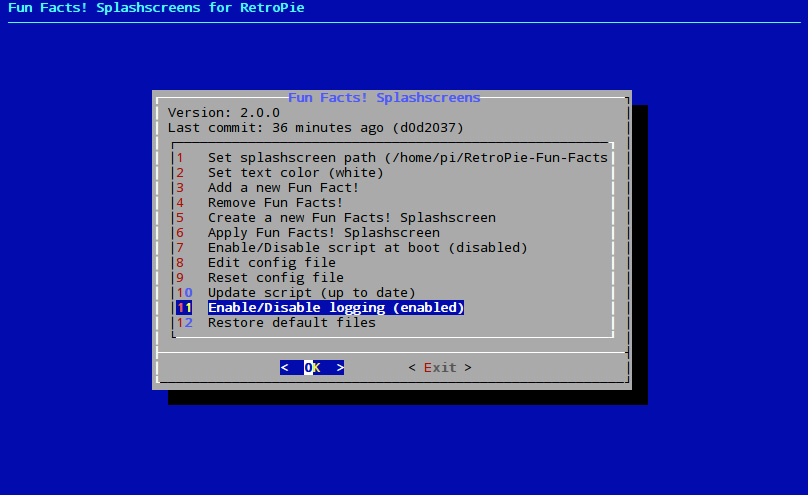 Fun Facts! Splashscreens for RetroPie
Fun Facts! Splashscreens
Version: 2.0.0
Last commit: 36 minutes ago (d0d2037)
1 Set splashscreen path (/home/pi/RetroPie-Fun-Facts
2 Set text color (white)
3 Add a new Fun Fact!
4 Remove Fun Facts!
5 Create a new Fun Facts! Splashscreen
6 Apply Fun Facts! Splashscreen
7 Enable/Disable script at boot (disabled)
8 Edit config file
9 Reset config file
10 Update script (up to date)
11 Enable/Disable logging (enabled)
12 Restore default files
< OK > < Exit >